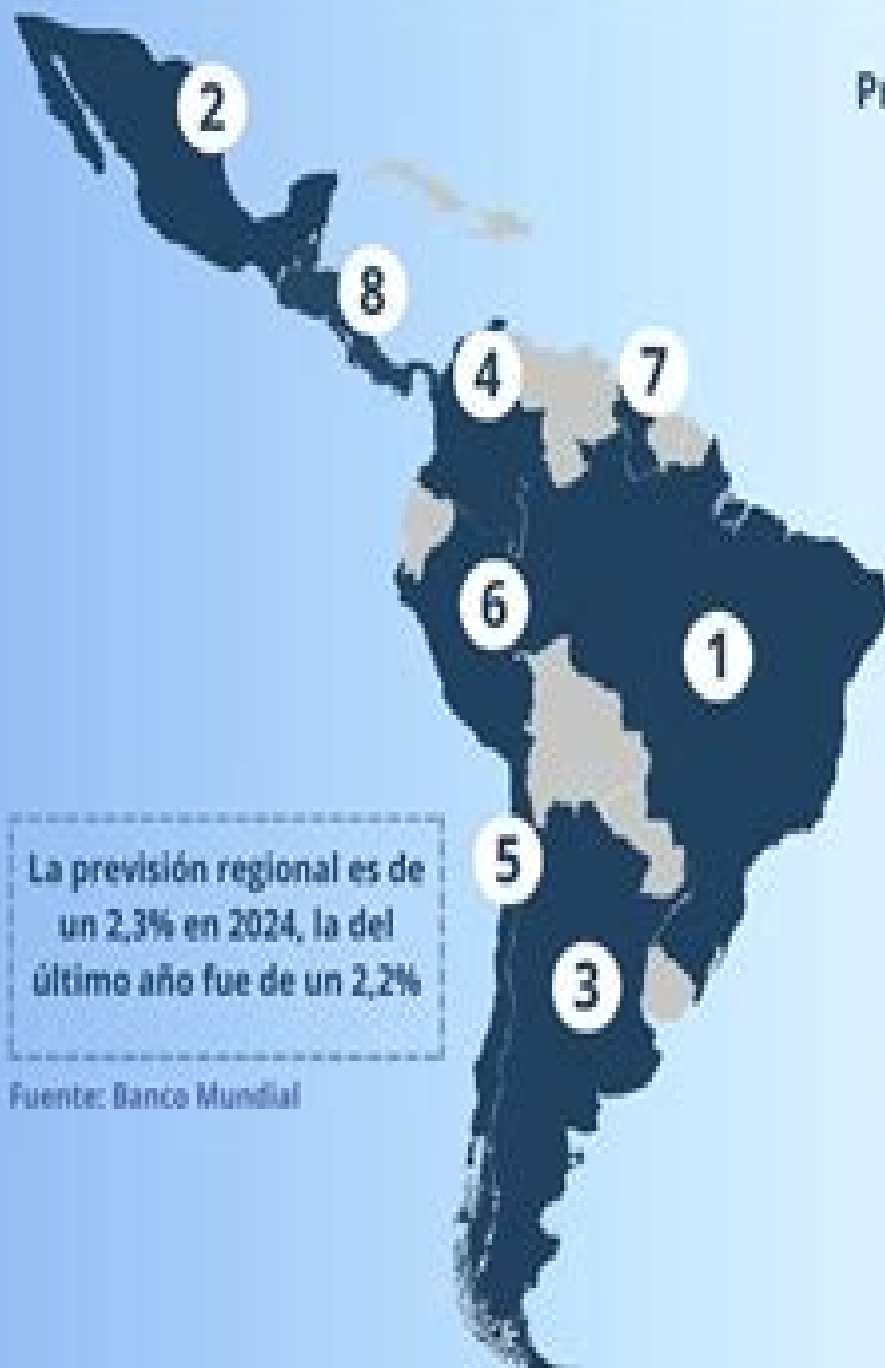 2
Pr
8
4
7
6
1
5
La previsión regional es de
un 2,3% en 2024, la del
último año fue de un 2,2%
3
Fuente: Banco Mundial